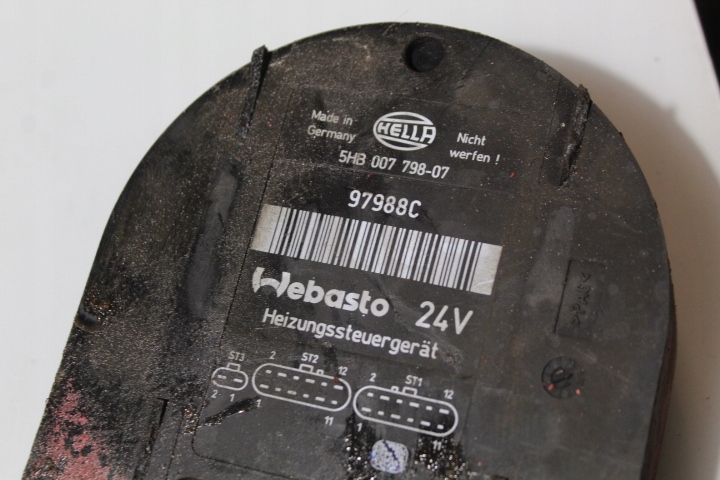 Made in
Germany
HELLA
Nicht
werfen !
5HB 007 798-07
97988C
Webasto 24V
Heizungssteuergerät
ST3 2 ST2 12 2 ST1 12
2 1 1 11 11